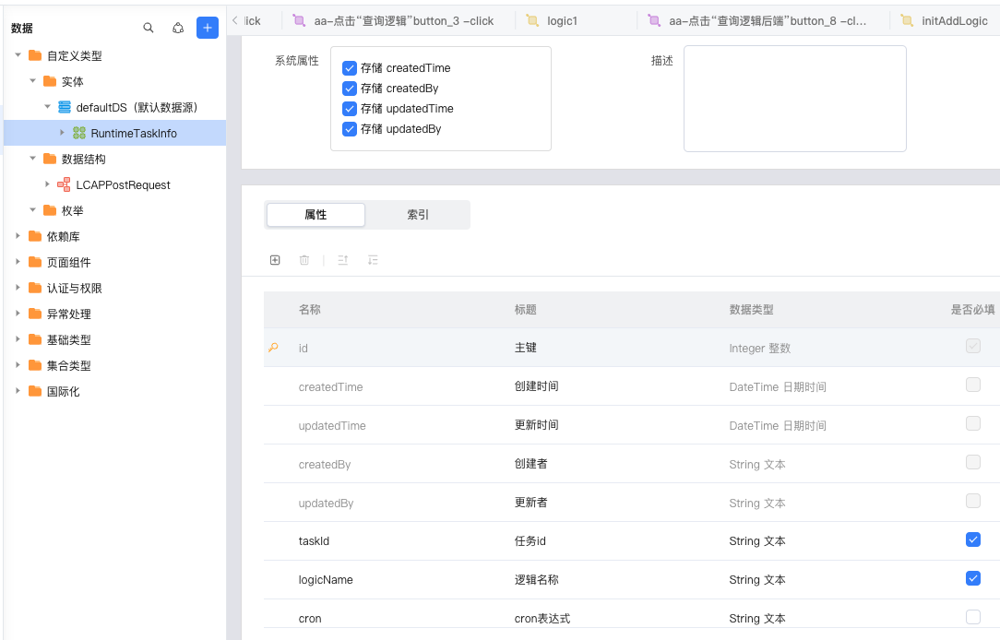 数据
自定义类型
实体
defaultDS（默认数据源）
RuntimeTaskInfo
数据结构
LCAPPostRequest
枚举
依赖库
页面组件
认证与权限
异常处理
基础类型
集合类型
国际化
ick
aa-点击“查询逻辑”button_3 -click
logic1
aa-点击“查询逻辑后端”button_8 -cl...
initAddLogic
系统属性
存储 createdTime
存储 createdBy
存储 updatedTime
存储 updatedBy
描述
属性 索引
名称 标题 数据类型 是否必填
id 主键 Integer 整数
createdTime 创建时间 DateTime 日期时间
updatedTime 更新时间 DateTime 日期时间
createdBy 创建者 String 文本
updatedBy 更新者 String 文本
taskId 任务id String 文本
logicName 逻辑名称 String 文本
cron cron表达式 String 文本